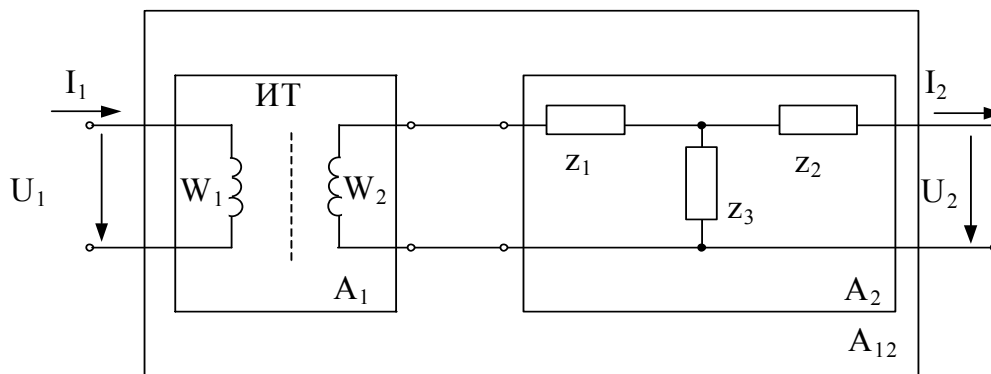 I₁
ИТ
I₂
U₁
W₁
W₂
z₁
z₂
z₃
U₂
A₁
A₂
A₁₂